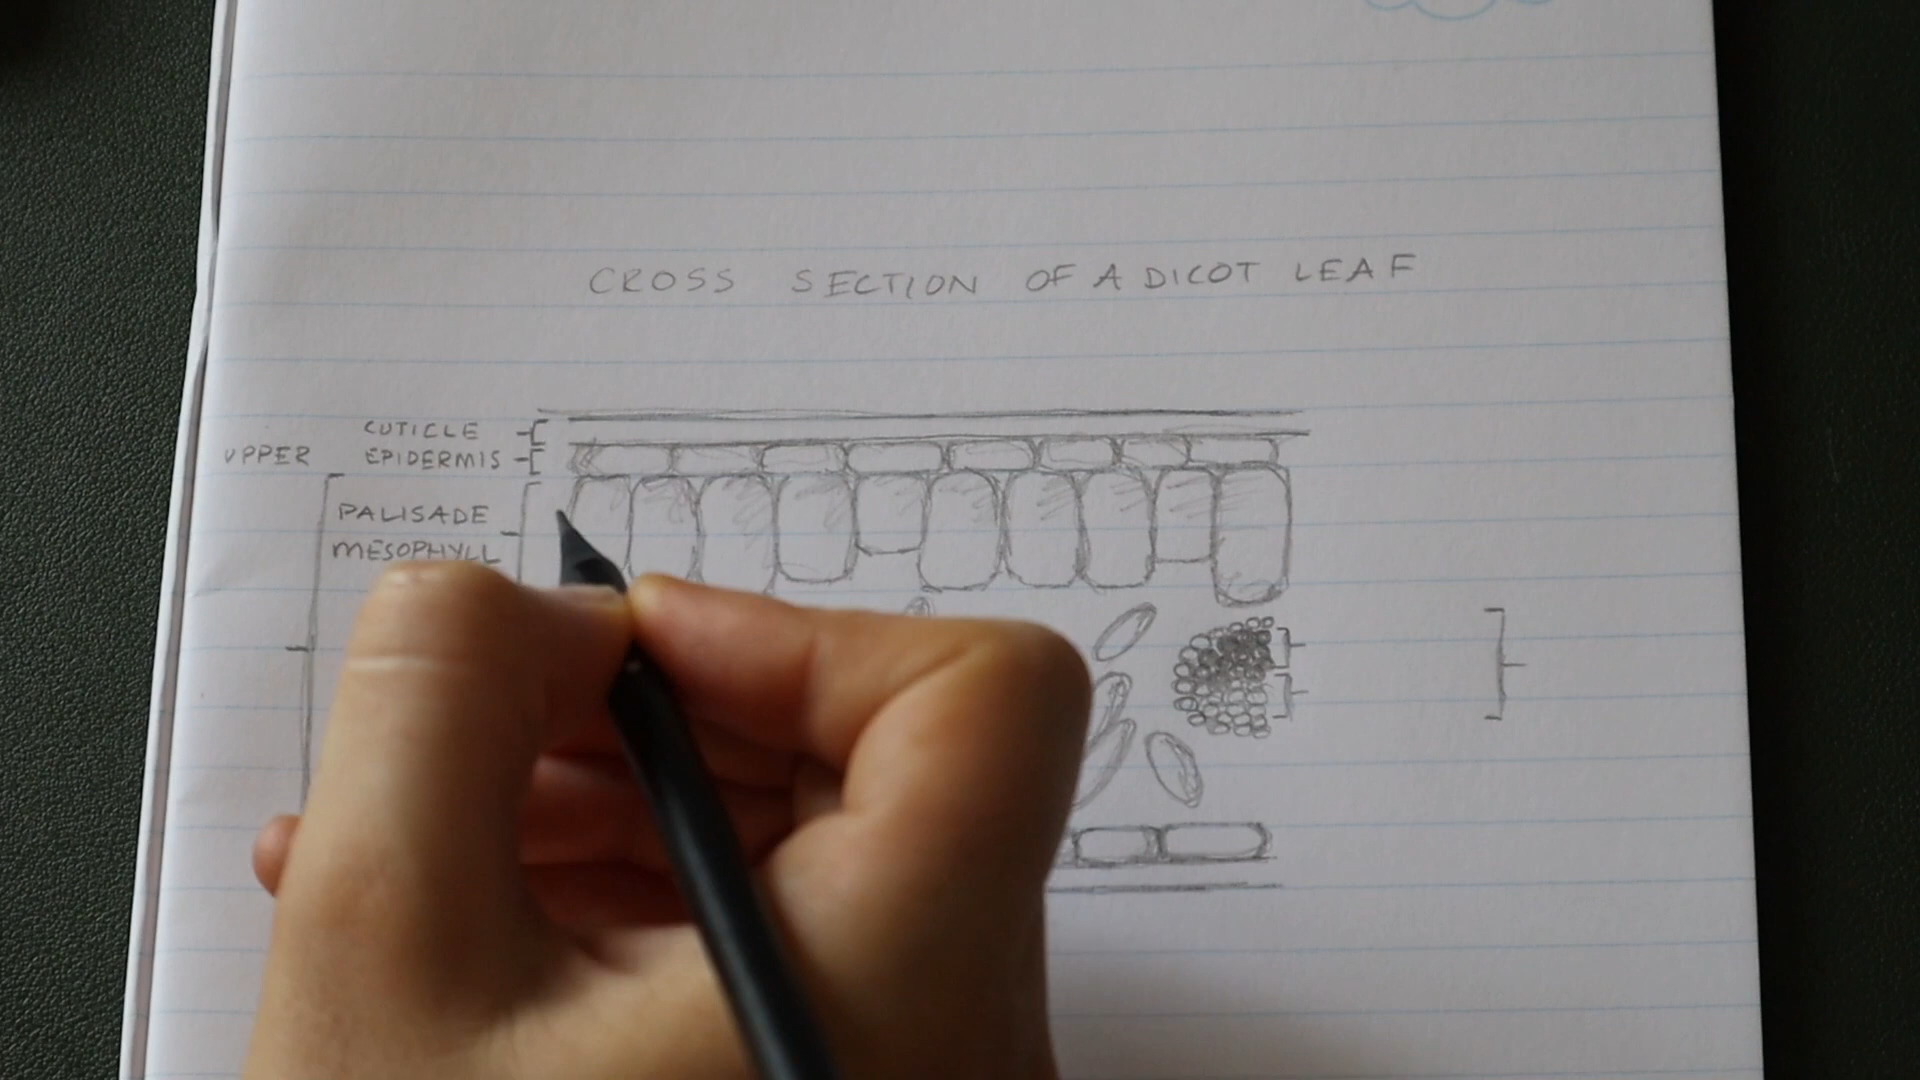 CROSS SECTION OF A DICOT LEAF
CUTICLE
UPPER EPIDERMIS
PALISADE
MESOPHYLL